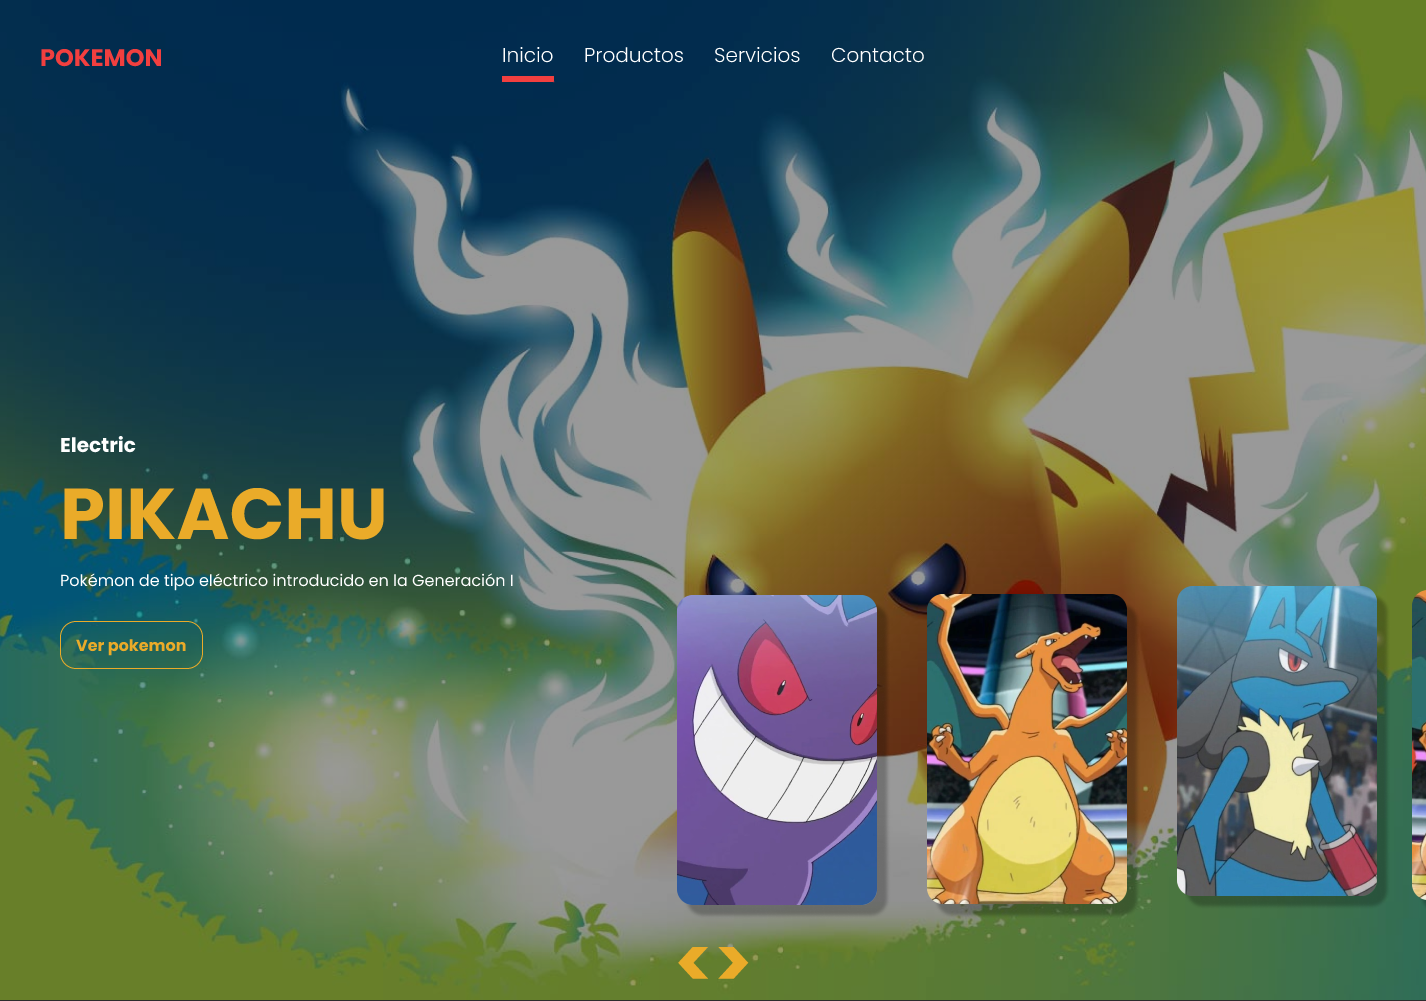 POKEMON
Inicio Productos Servicios Contacto
Electric
PIKACHU
Pokémon de tipo eléctrico introducido en la Generación I
Ver pokemon